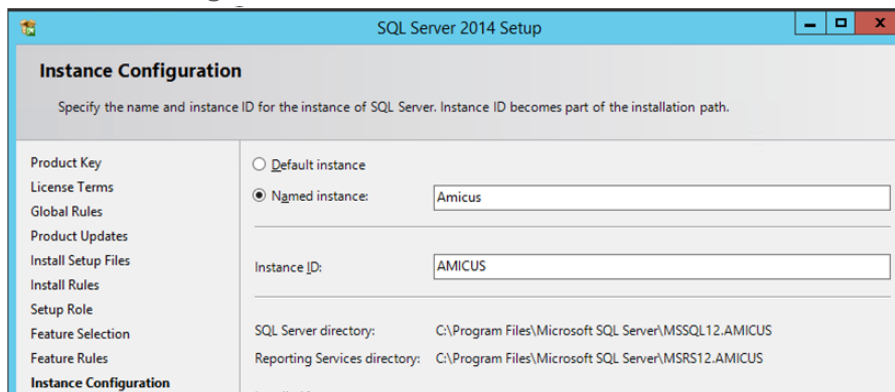 SQL Server 2014 Setup
Instance Configuration
Specify the name and instance ID for the instance of SQL Server. Instance ID becomes part of the installation path.
Product Key
License Terms
Global Rules
Product Updates
Install Setup Files
Install Rules
Setup Role
Feature Selection
Feature Rules
Instance Configuration
Default instance
Named instance: Amicus
Instance ID: AMICUS
SQL Server directory: C:\Program Files\Microsoft SQL Server\MSSQL12.AMICUS
Reporting Services directory: C:\Program Files\Microsoft SQL Server\MSRS12.AMICUS